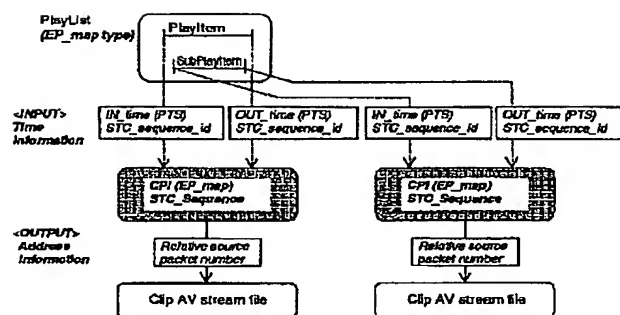 PlayList
(EP_map type)
PlayItem
SubPlayItem
<INPUT>
Time
Information
IN_time (PTS)
STC_sequence_id
OUT_time (PTS)
STC_sequence_id
IN_time (PTS)
STC_sequence_id
OUT_time (PTS)
STC_sequence_id
CPI (EP_map)
STC_Sequence
CPI (EP_map)
STC_Sequence
<OUTPUT>
Address
Information
Relative source
packet number
Relative source
packet number
Clip AV stream file
Clip AV stream file